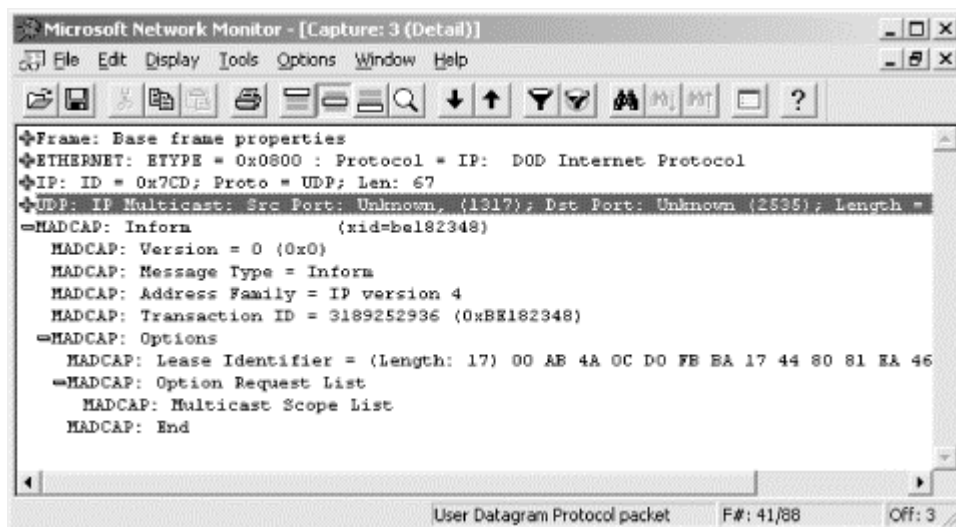 Microsoft Network Monitor - [Capture: 3 (Detail)]
File Edit Display Tools Options Window Help
Frame: Base frame properties
ETHERNET: ETYPE = 0x0800 : Protocol = IP: DOD Internet Protocol
IP: ID = 0x7CD; Proto = UDP; Len: 67
UDP: IP Multicast: Src Port: Unknown, (1317); Dst Port: Unknown (2535); Length =
MADCAP: Inform (xid=be182348)
MADCAP: Version = 0 (0x0)
MADCAP: Message Type = Inform
MADCAP: Address Family = IP version 4
MADCAP: Transaction ID = 3189252936 (0xBE182348)
MADCAP: Options
MADCAP: Lease Identifier = (Length: 17) 00 AB 4A 0C D0 FB BA 17 44 80 81 EA 46
MADCAP: Option Request List
MADCAP: Multicast Scope List
MADCAP: End
User Datagram Protocol packet F#: 41/88 Off: 3